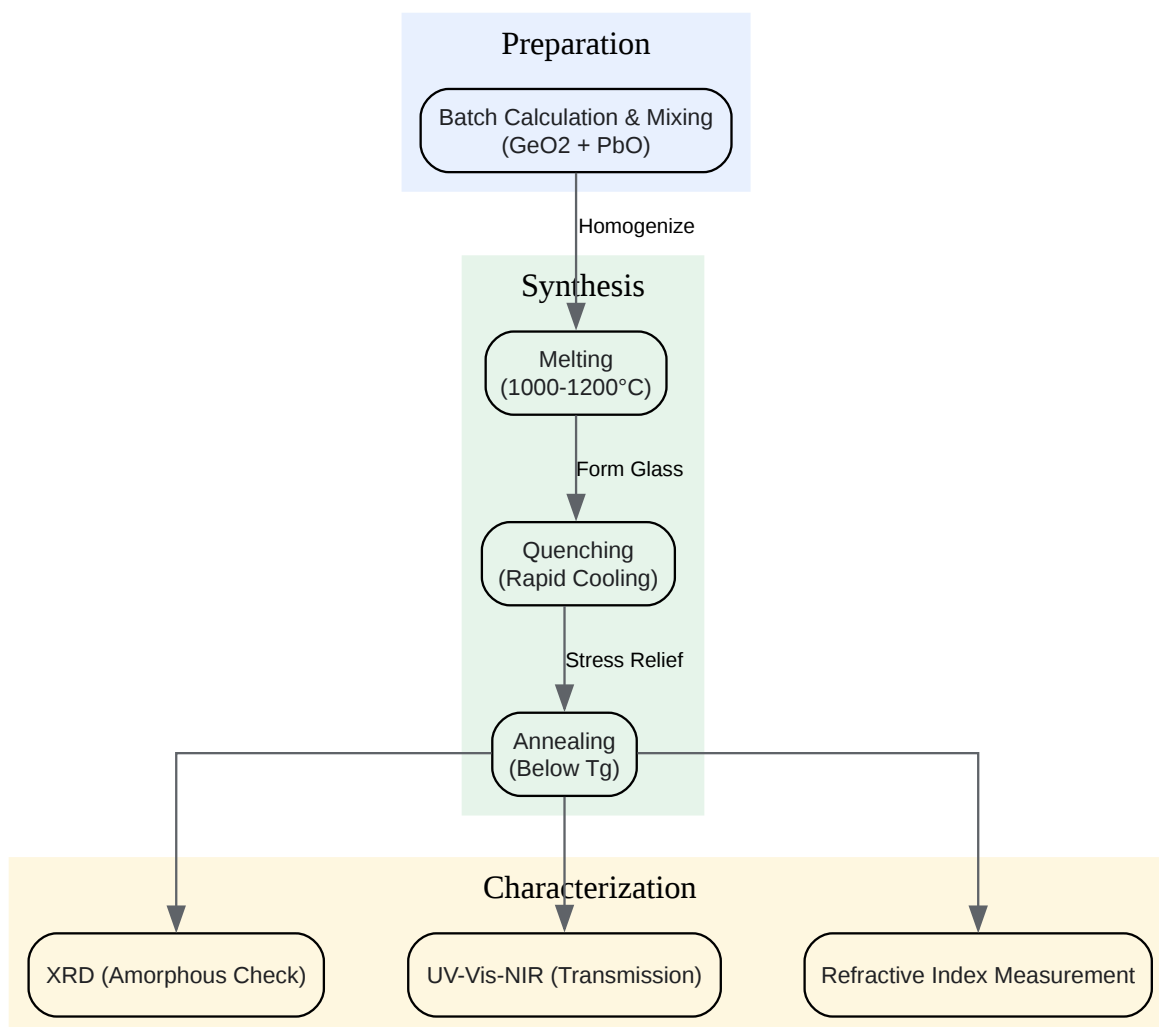 Preparation
Batch Calculation & Mixing
(GeO2 + PbO)
Homogenize
Synthesis
Melting
(1000-1200°C)
Form Glass
Quenching
(Rapid Cooling)
Stress Relief
Annealing
(Below Tg)
Characterization
XRD (Amorphous Check)
UV-Vis-NIR (Transmission)
Refractive Index Measurement